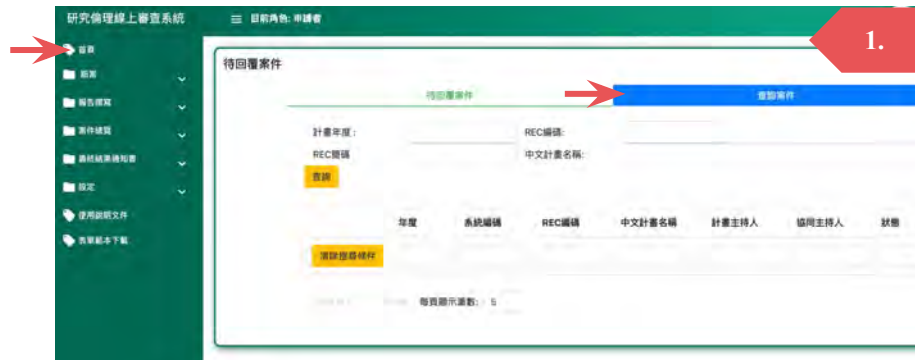 研究倫理線上審查系統
目前角色: 申請者
1.
首頁
新案
報告撰寫
案件總覽
審核結果通知書
設定
使用說明文件
表單範本下載
待回覆案件
待回覆案件
查詢案件
計畫年度:
REC編碼:
REC簡碼
中文計畫名稱:
查詢
年度 系統編碼 REC編碼 中文計畫名稱 計畫主持人 協同主持人 狀態
清除搜尋條件
每頁顯示筆數: 5